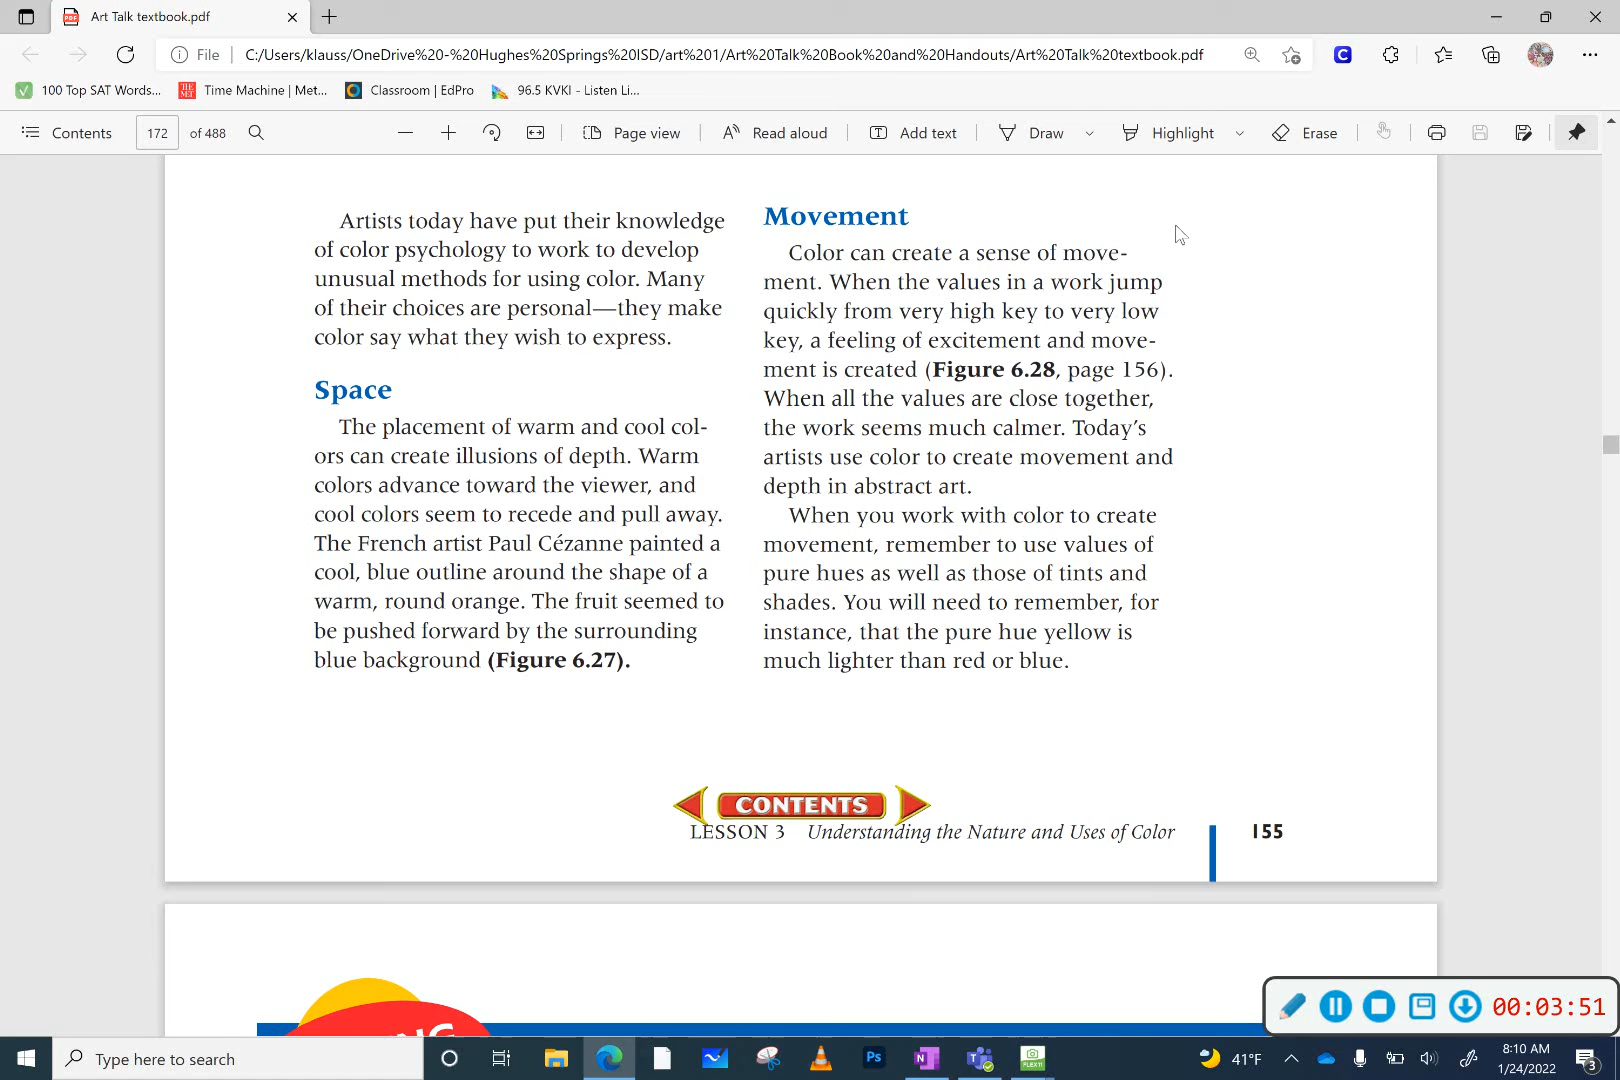 Art Talk textbook.pdf
File
C:/Users/klauss/OneDrive%20-%20Hughes%20Springs%20ISD/art%201/Art%20Talk%20Book%20and%20Handouts/Art%20Talk%20textbook.pdf
100 Top SAT Words...
Time Machine | Met...
Classroom | EdPro
96.5 KVKI - Listen Li...
Contents
172
of 488
Page view
Read aloud
Add text
Draw
Highlight
Erase
Artists today have put their knowledge
of color psychology to work to develop
unusual methods for using color. Many
of their choices are personal—they make
color say what they wish to express.
Space
The placement of warm and cool col-
ors can create illusions of depth. Warm
colors advance toward the viewer, and
cool colors seem to recede and pull away.
The French artist Paul Cézanne painted a
cool, blue outline around the shape of a
warm, round orange. The fruit seemed to
be pushed forward by the surrounding
blue background (Figure 6.27).
Movement
Color can create a sense of move-
ment. When the values in a work jump
quickly from very high key to very low
key, a feeling of excitement and move-
ment is created (Figure 6.28, page 156).
When all the values are close together,
the work seems much calmer. Today's
artists use color to create movement and
depth in abstract art.
When you work with color to create
movement, remember to use values of
pure hues as well as those of tints and
shades. You will need to remember, for
instance, that the pure hue yellow is
much lighter than red or blue.
CONTENTS
LESSON 3 Understanding the Nature and Uses of Color
155
00:03:51
Type here to search
41°F
8:10 AM
1/24/2022
3